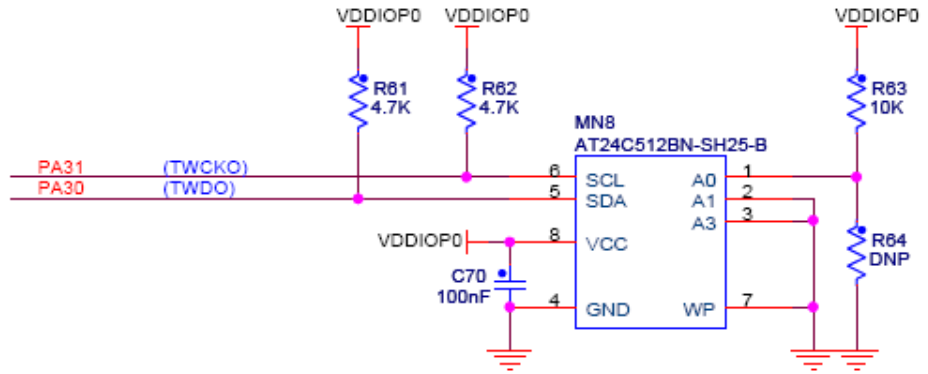 VDDIOP0 VDDIOP0 VDDIOP0
R61
4.7K
R62
4.7K
R63
10K
MN8
AT24C512BN-SH25-B
PA31 (TWCKO)
PA30 (TWDO)
6 SCL A0 1
5 SDA A1 2
A3 3
VDDIOP0 8 VCC
R64
DNP
C70
100nF
4 GND WP 7